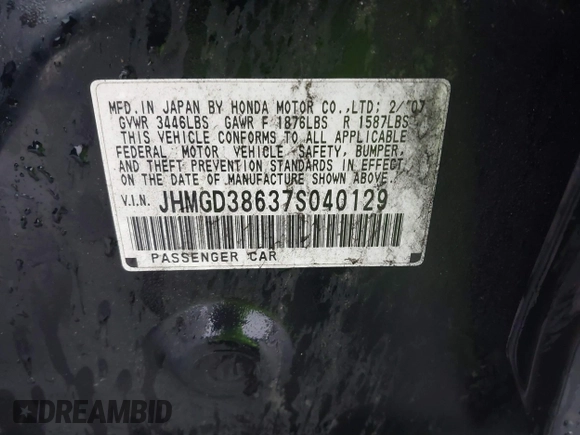 MFD. IN JAPAN BY HONDA MOTOR CO.,LTD: 2/'07
GVWR 3446LBS GAWR F 1876LBS R 1587LBS
THIS VEHICLE CONFORMS TO ALL APPLICABLE
FEDERAL MOTOR VEHICLE SAFETY, BUMPER,
AND THEFT PREVENTION STANDARDS IN EFFECT
ON THE DATE OF MANUFACTURE SHOWN ABOVE.
V.I.N. JHMGD38637S040129
PASSENGER CAR
DREAMBID